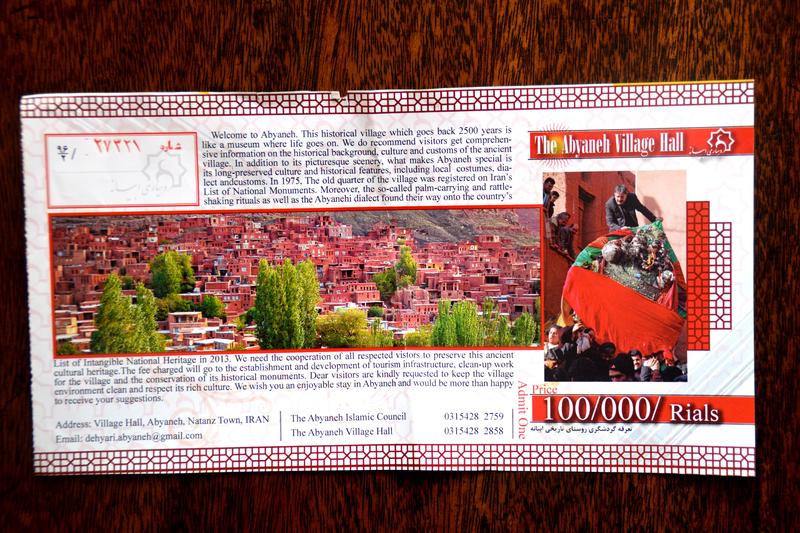 شماره ۲۷۳۲۱
۹۶/
Welcome to Abyaneh. This historical village which goes back 2500 years is
like a museum where life goes on. We do recommend visitors get comprehen-
sive information on the historical background, culture and customs of the ancient
village. In addition to its picturesque scenery, what makes Abyaneh special is
its long-preserved culture and historical features, including local costumes, dia-
lect andcustoms. In 1975, The old quarter of the village was registered on Iran's
List of National Monuments. Moreover, the so-called palm-carrying and rattle-
shaking rituals as well as the Abyanehi dialect found their way onto the country's
List of Intangible National Heritage in 2013. We need the cooperation of all respected vistors to preserve this ancient
cultural heritage.The fee charged will go to the establishment and development of tourism infrastructure, clean-up work
for the village and the conservation of its historical monuments. Dear visitors are kindly requested to keep the village
environment clean and respect its rich culture. We wish you an enjoyable stay in Abyaneh and would be more than happy
to receive your suggestions.
Address: Village Hall, Abyaneh, Natanz Town, IRAN
Email: dehyari.abyaneh@gmail.com
The Abyaneh Islamic Council 0315428 2759
The Abyaneh Village Hall 0315428 2858
The Abyaneh Village Hall
Admit One
Price
100/000/ Rials
تعرفه گردشگری روستای تاریخی ابیانه